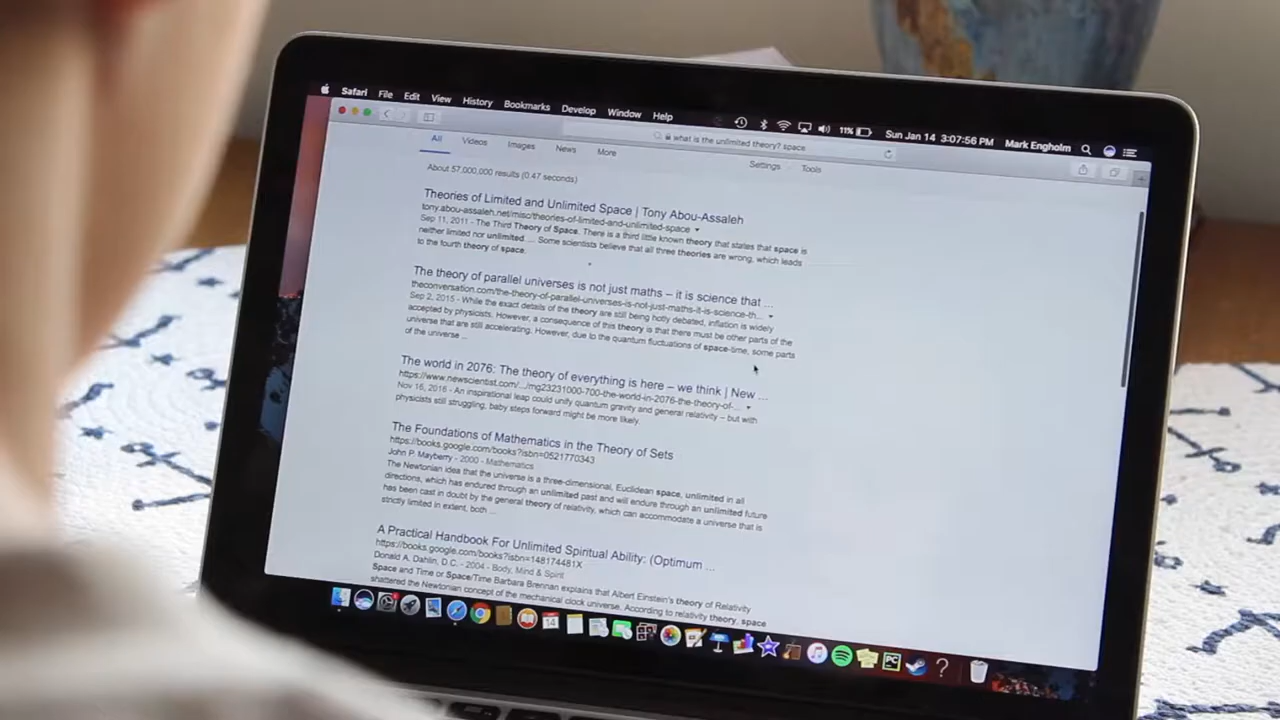 Safari File Edit View History Bookmarks Develop Window Help 11% Sun Jan 14 3:07:56 PM Mark Engholm
what is the unlimited theory? space
All Videos Images News More Settings Tools
About 57,000,000 results (0.47 seconds)
Theories of Limited and Unlimited Space | Tony Abou-Assaleh
tony.abou-assaleh.net/misc/theories-of-limited-and-unlimited-space
Sep 11, 2011 - The Third Theory of Space. There is a third little known theory that states that space is
neither limited nor unlimited. ... Some scientists believe that all three theories are wrong, which leads
to the fourth theory of space.
The theory of parallel universes is not just maths – it is science that ...
theconversation.com/the-theory-of-parallel-universes-is-not-just-maths-it-is-science-th...
Sep 2, 2015 - While the exact details of the theory are still being hotly debated, inflation is widely
accepted by physicists. However, a consequence of this theory is that there must be other parts of the
universe that are still accelerating. However, due to the quantum fluctuations of space-time, some parts
of the universe ...
The world in 2076: The theory of everything is here – we think | New ...
https://www.newscientist.com/.../mg23231000-700-the-world-in-2076-the-theory-of-...
Nov 16, 2016 - An inspirational leap could unify quantum gravity and general relativity – but with
physicists still struggling, baby steps forward might be more likely.
The Foundations of Mathematics in the Theory of Sets
https://books.google.com/books?isbn=0521770343
John P. Mayberry - 2000 - Mathematics
The Newtonian idea that the universe is a three-dimensional, Euclidean space, unlimited in all
directions, which has endured through an unlimited past and will endure through an unlimited future
has been cast in doubt by the general theory of relativity, which can accommodate a universe that is
strictly limited in extent, both ...
A Practical Handbook For Unlimited Spiritual Ability: (Optimum ...
https://books.google.com/books?isbn=148174481X
Donald A. Dahlin, D.C. - 2004 - Body, Mind & Spirit
Space and Time or Space/Time Barbara Brennan explains that Albert Einstein's theory of Relativity
shattered the Newtonian concept of the mechanical clock universe. According to relativity theory, space
14
PC
?